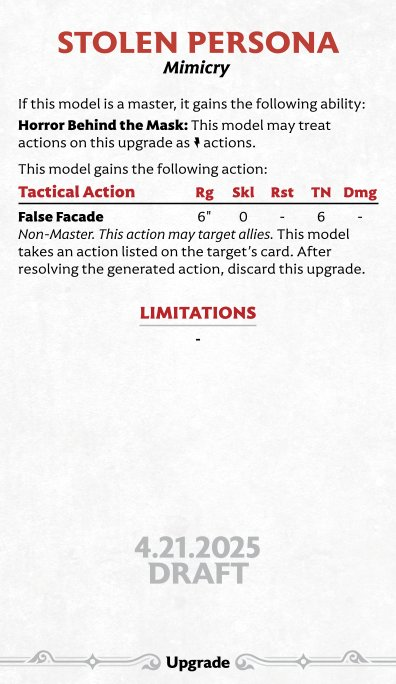 STOLEN PERSONA
Mimicry
If this model is a master, it gains the following ability:
Horror Behind the Mask: This model may treat
actions on this upgrade as actions.
This model gains the following action:
Tactical Action Rg Skl Rst TN Dmg
False Facade 6" 0 - 6 -
Non-Master. This action may target allies. This model
takes an action listed on the target's card. After
resolving the generated action, discard this upgrade.
LIMITATIONS
-
4.21.2025
DRAFT
Upgrade